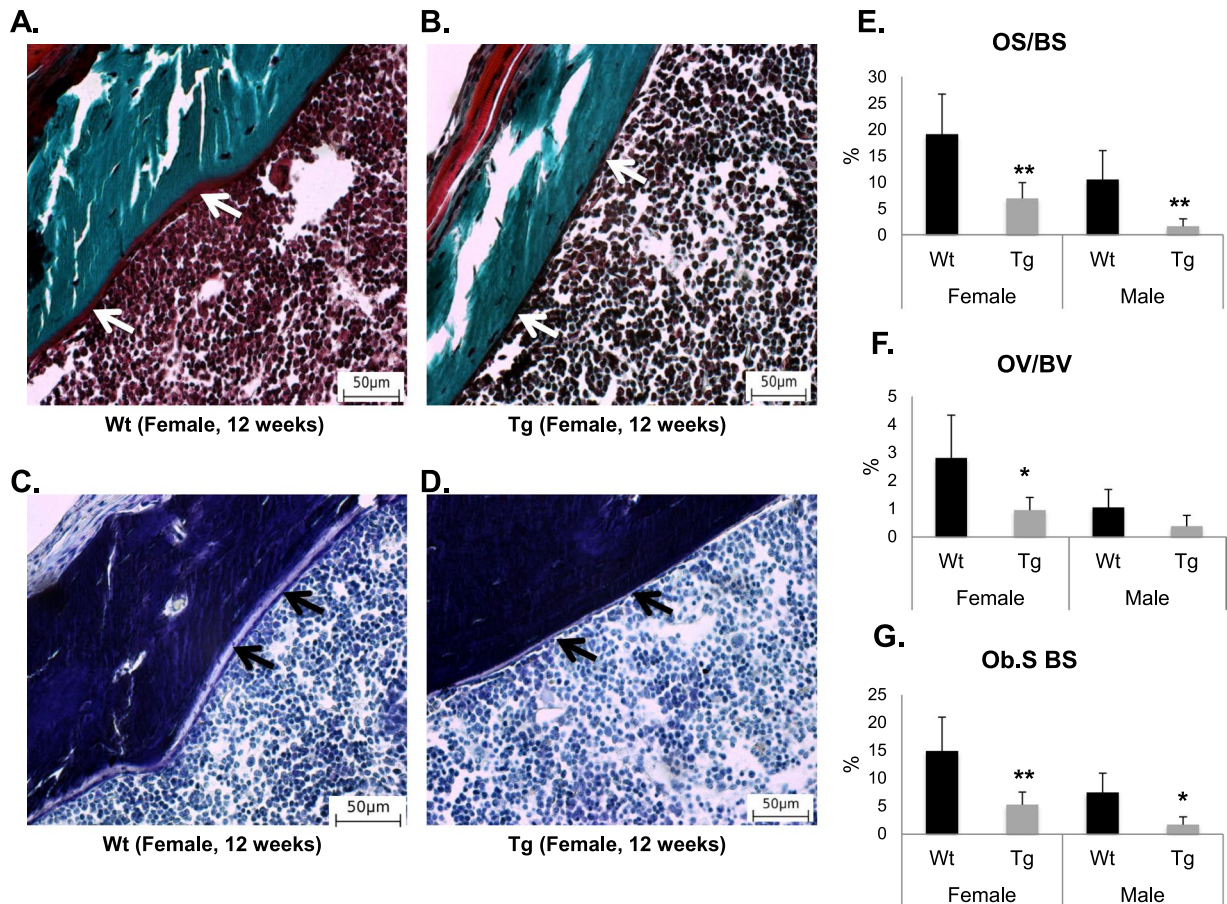 A.
50µm
Wt (Female, 12 weeks)
B.
50µm
Tg (Female, 12 weeks)
C.
50µm
Wt (Female, 12 weeks)
D.
50µm
Tg (Female, 12 weeks)
E.
OS/BS
%
30
25
20
15
10
5
0
**
**
Wt Tg Wt Tg
Female Male
F.
OV/BV
%
5
4
3
2
1
0
*
Wt Tg Wt Tg
Female Male
G.
Ob.S BS
%
25
20
15
10
5
0
**
*
Wt Tg Wt Tg
Female Male